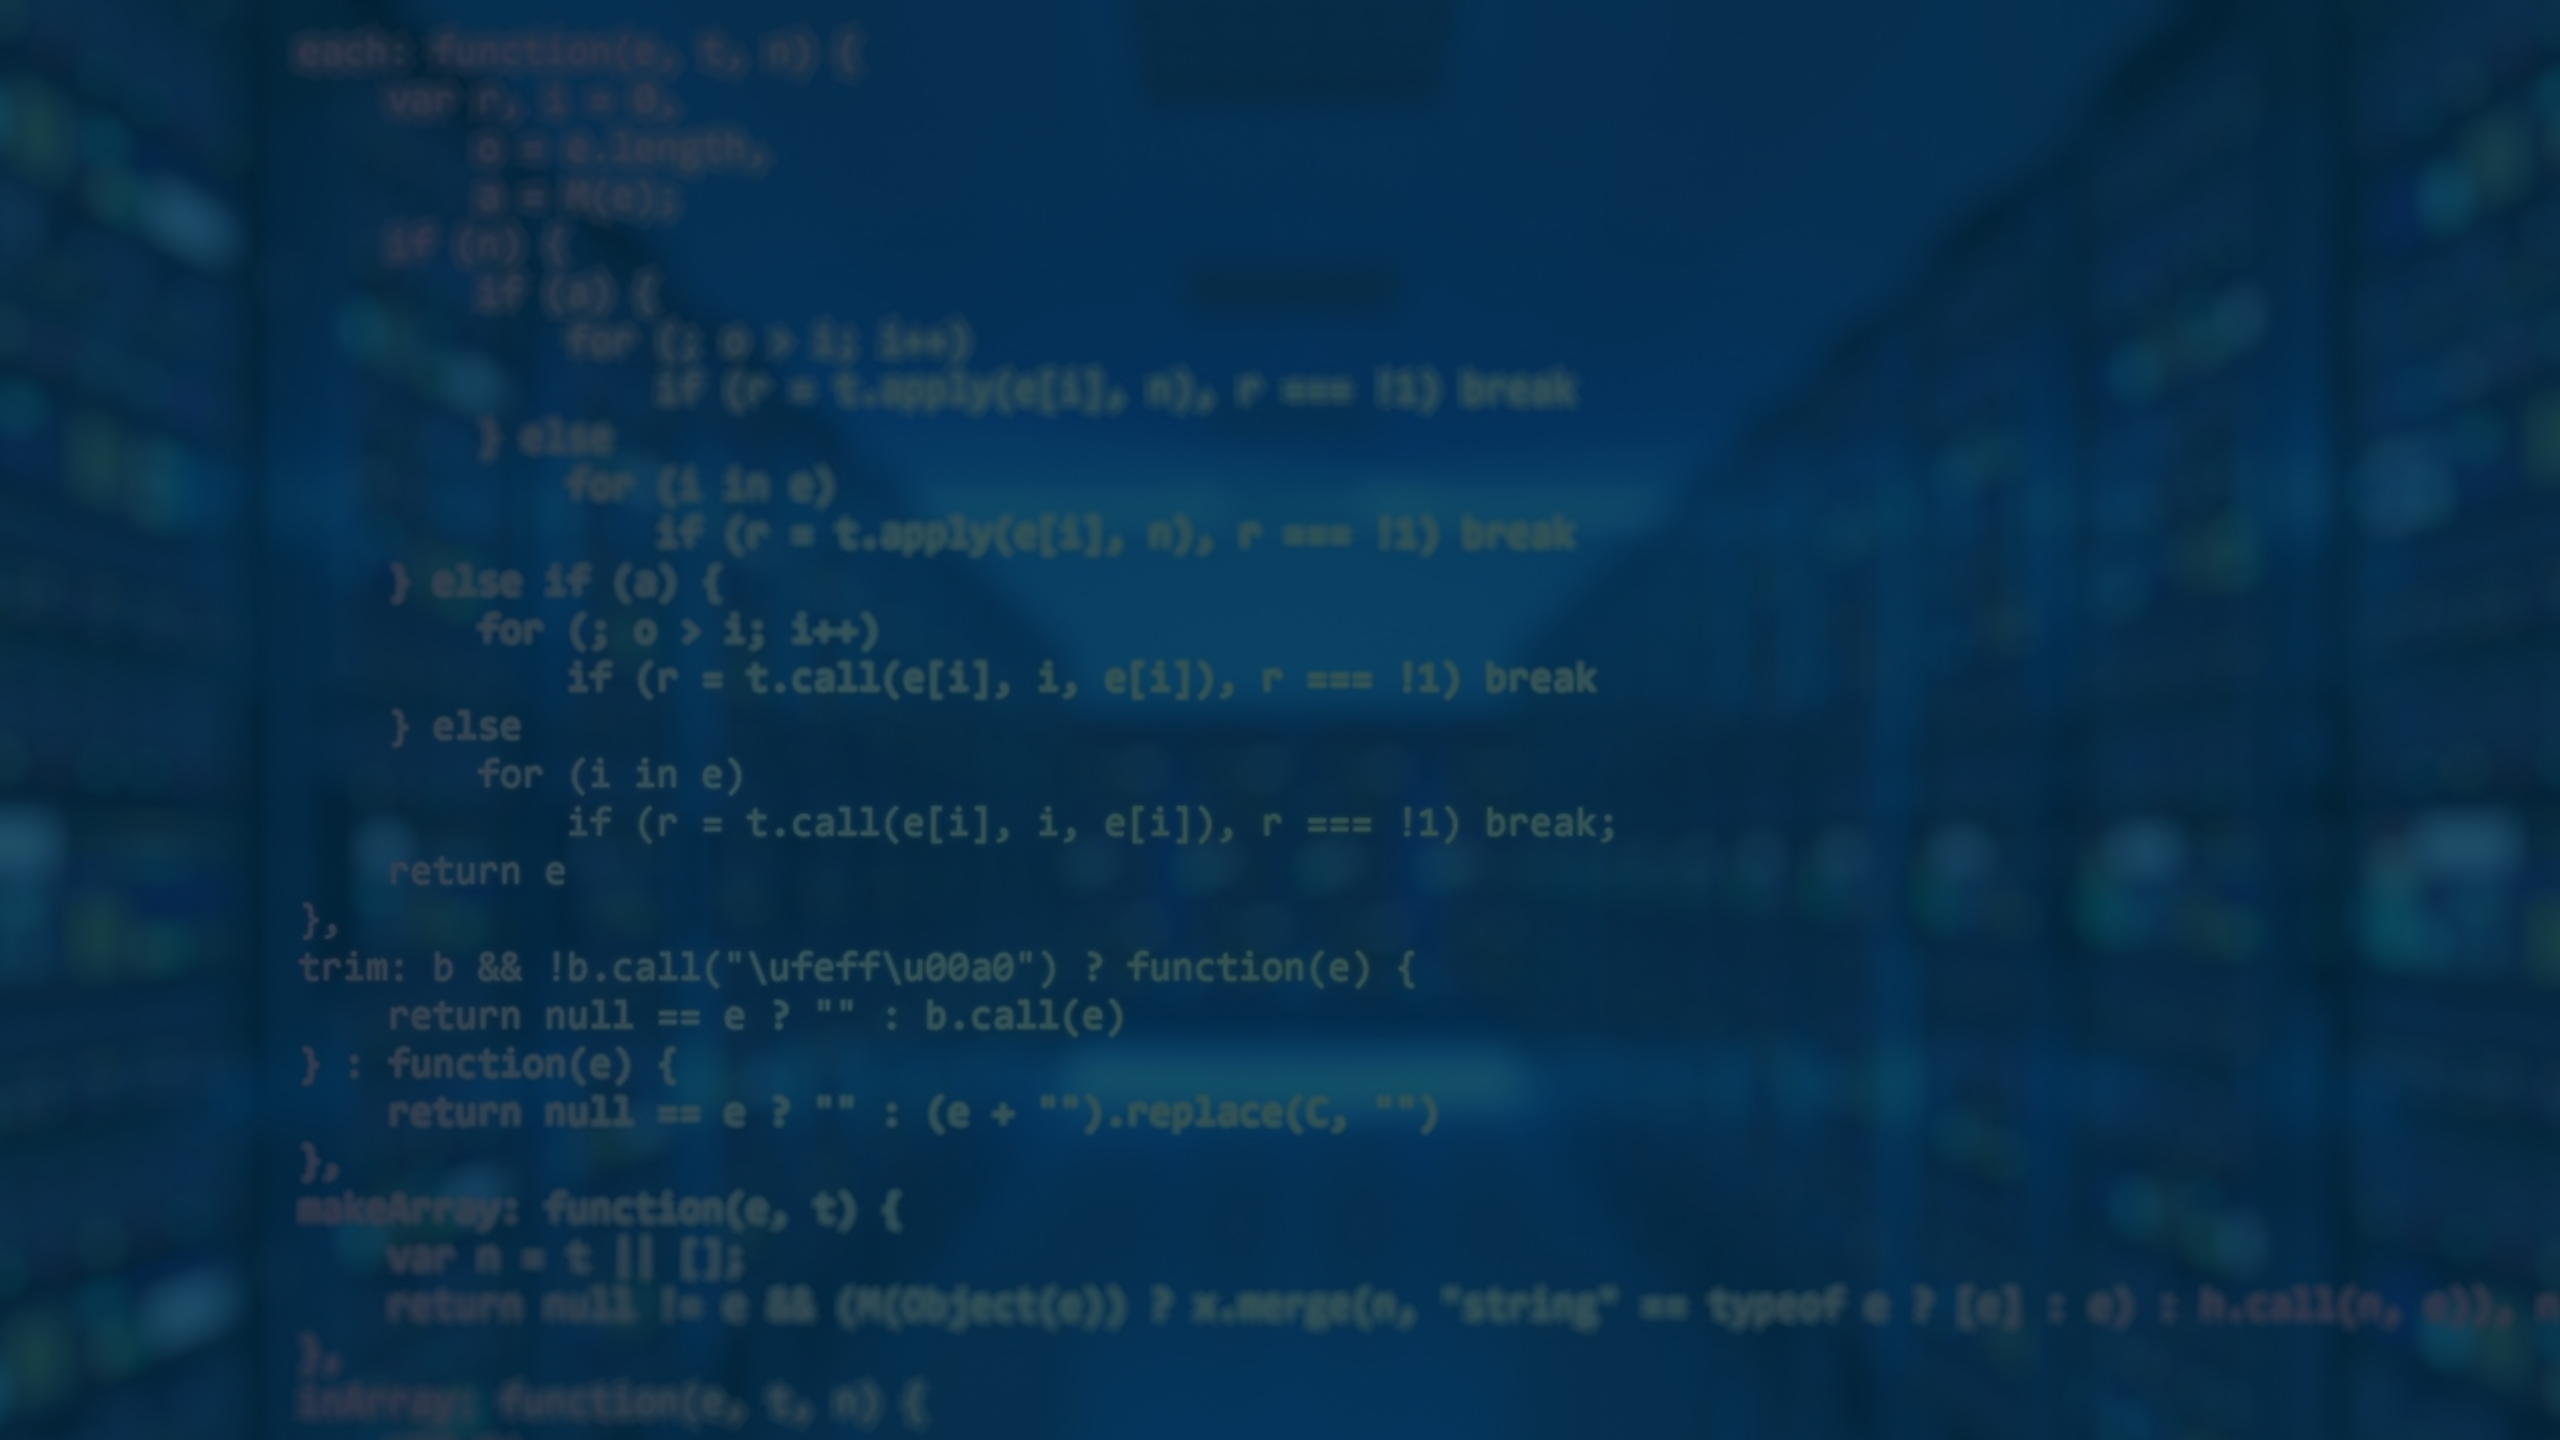 each: function(e, t, n) {
var r, i = 0,
o = e.length,
a = M(e);
if (n) {
if (a) {
for (; o > i; i++)
if (r = t.apply(e[i], n), r === !1) break
} else
for (i in e)
if (r = t.apply(e[i], n), r === !1) break
} else if (a) {
for (; o > i; i++)
if (r = t.call(e[i], i, e[i]), r === !1) break
} else
for (i in e)
if (r = t.call(e[i], i, e[i]), r === !1) break;
return e
},
trim: b && !b.call("\ufeff\u00a0") ? function(e) {
return null == e ? "" : b.call(e)
} : function(e) {
return null == e ? "" : (e + "").replace(C, "")
},
makeArray: function(e, t) {
var n = t || [];
return null != e && (M(Object(e)) ? x.merge(n, "string" == typeof e ? [e] : e) : h.call(n, e)), n
},
inArray: function(e, t, n) {